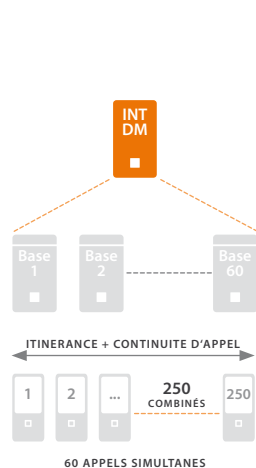 INT
DM
Base Base Base
1 2 60
ITINERANCE + CONTINUITE D'APPEL
1 2 ... 250 COMBINÉS 250
60 APPELS SIMULTANES